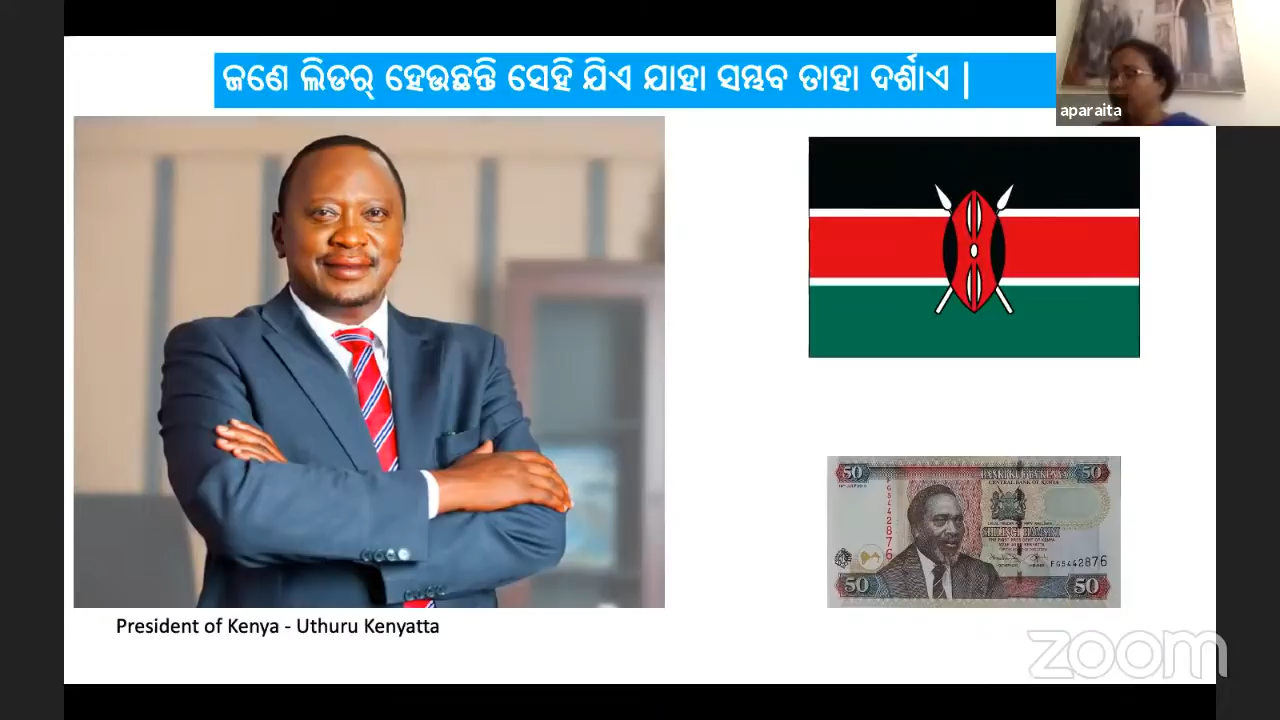 ଜଣେ ଲିଡର୍ ହେଉଛନ୍ତି ସେହି ଯିଏ ଯାହା ସମ୍ଭବ ତାହା ଦର୍ଶାଏ |
aparaita
50
50
CENTRAL BANK OF KENYA
FG9442876
50
50
President of Kenya - Uthuru Kenyatta
zoom